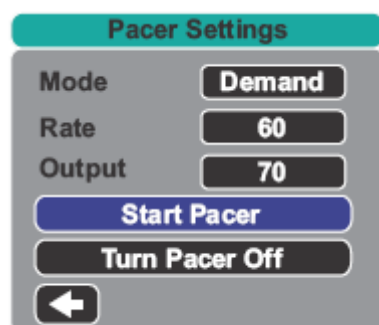 Pacer Settings
Mode Demand
Rate 60
Output 70
Start Pacer
Turn Pacer Off